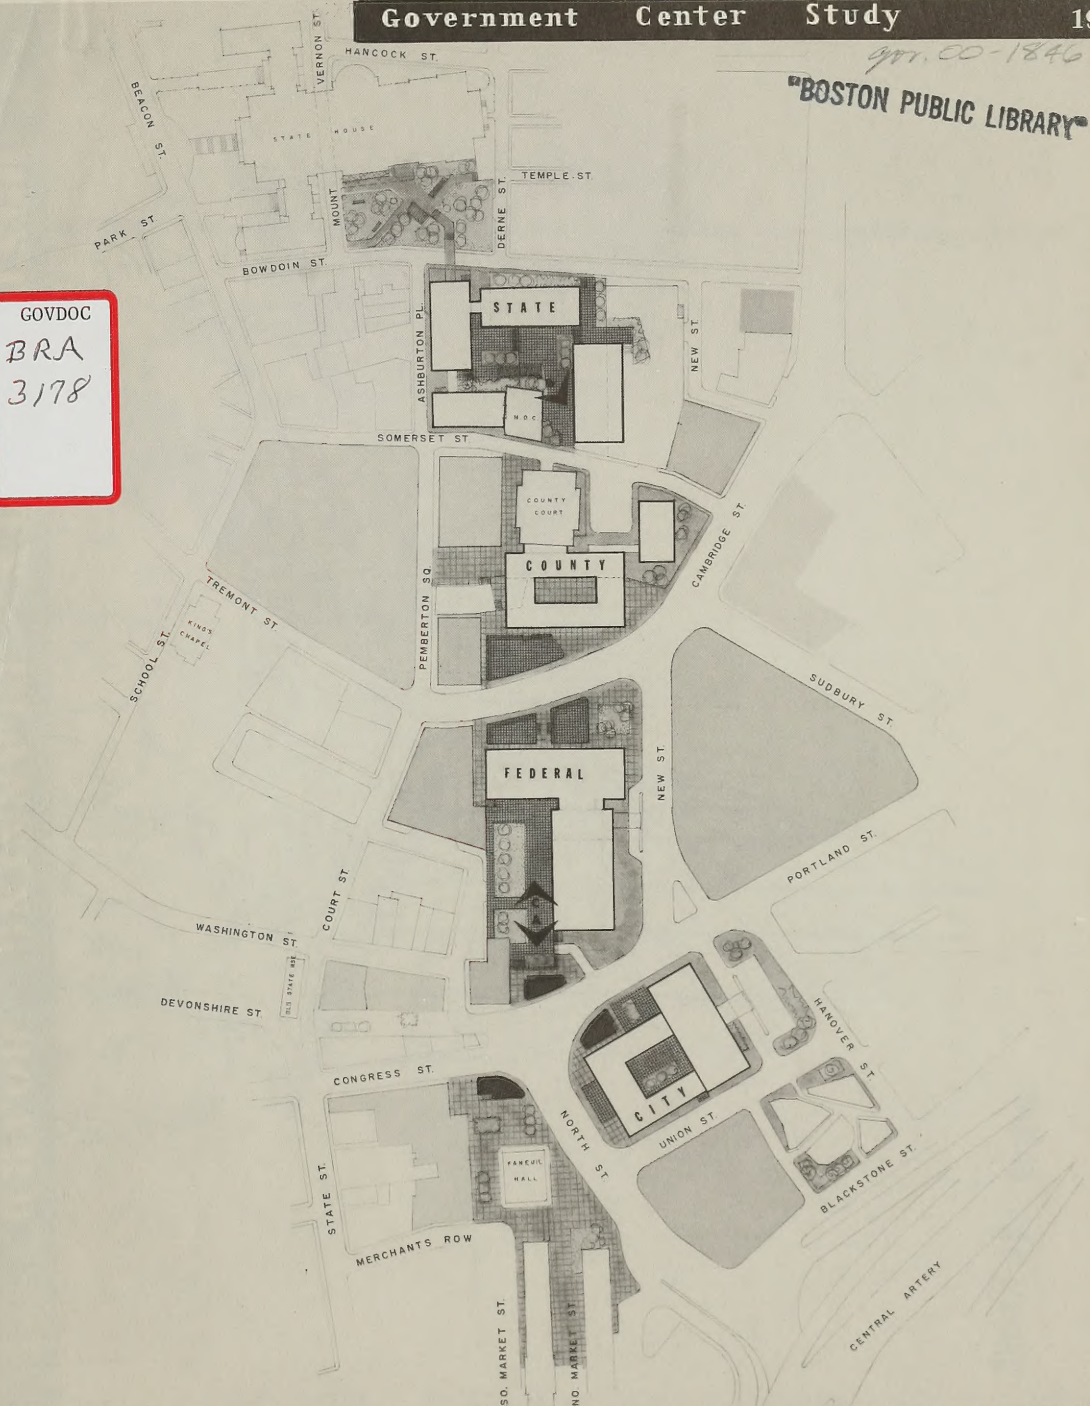 Government Center Study 19
gov. 00-1846
"BOSTON PUBLIC LIBRARY"
GOVDOC
BRA
3178
VERNON ST.
HANCOCK ST.
BEACON ST.
STATE HOUSE
TEMPLE ST.
MOUNT
DERNE ST.
PARK ST
BOWDOIN ST.
STATE
ASHBURTON PL.
NEW ST.
M D C
SOMERSET ST.
COUNTY
COURT
CAMBRIDGE ST.
COUNTY
PEMBERTON SQ.
TREMONT ST.
KING'S
CHAPEL
SCHOOL ST.
SUDBURY ST.
FEDERAL
NEW ST.
PORTLAND ST.
COURT ST
C
A
WASHINGTON ST.
OLD STATE HSE
DEVONSHIRE ST.
HANOVER ST.
CONGRESS ST.
CITY
NORTH ST.
UNION ST.
FANEUIL
HALL
STATE ST.
BLACKSTONE ST.
MERCHANTS ROW
CENTRAL ARTERY
SO. MARKET ST.
NO. MARKET ST.